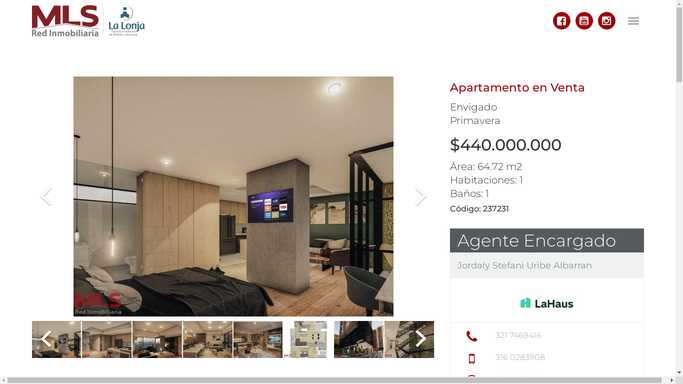 MLS
Red Inmobiliaria
La Lonja
Apartamento en Venta
Envigado
Primavera
$440.000.000
Área: 64.72 m2
Habitaciones: 1
Baños: 1
Código: 237231
MLS
Red Inmobiliaria
Agente Encargado
Jordaly Stefani Uribe Albarran
LaHaus
321 7469416
316 0283908